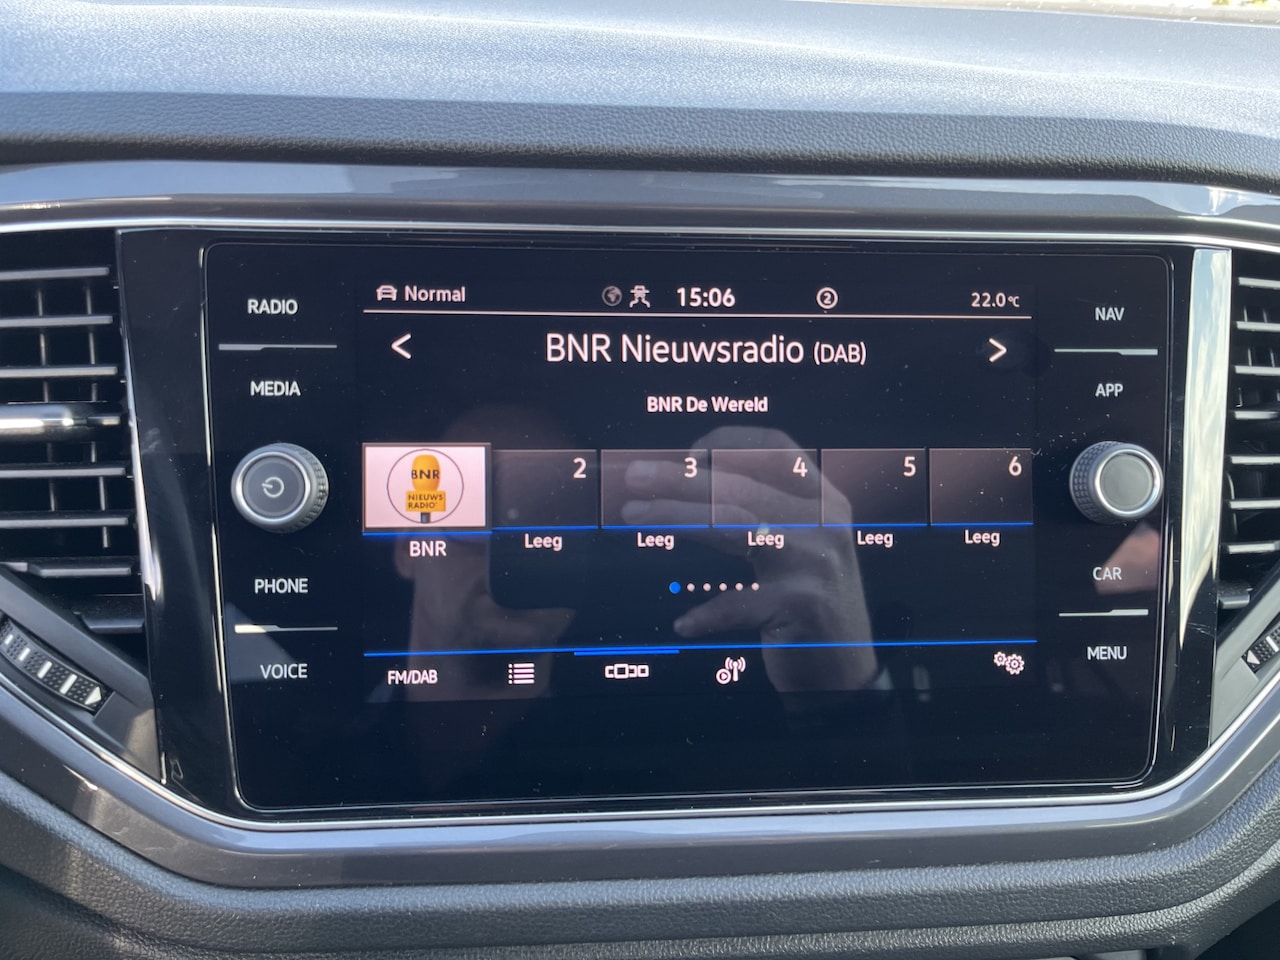 RADIO
MEDIA
PHONE
VOICE
Normal 15:06 2 22.0 °C
< BNR Nieuwsradio (DAB) >
BNR De Wereld
BNR
NIEUWS
RADIO
2 3 4 5 6
BNR Leeg Leeg Leeg Leeg Leeg
FM/DAB
NAV
APP
CAR
MENU